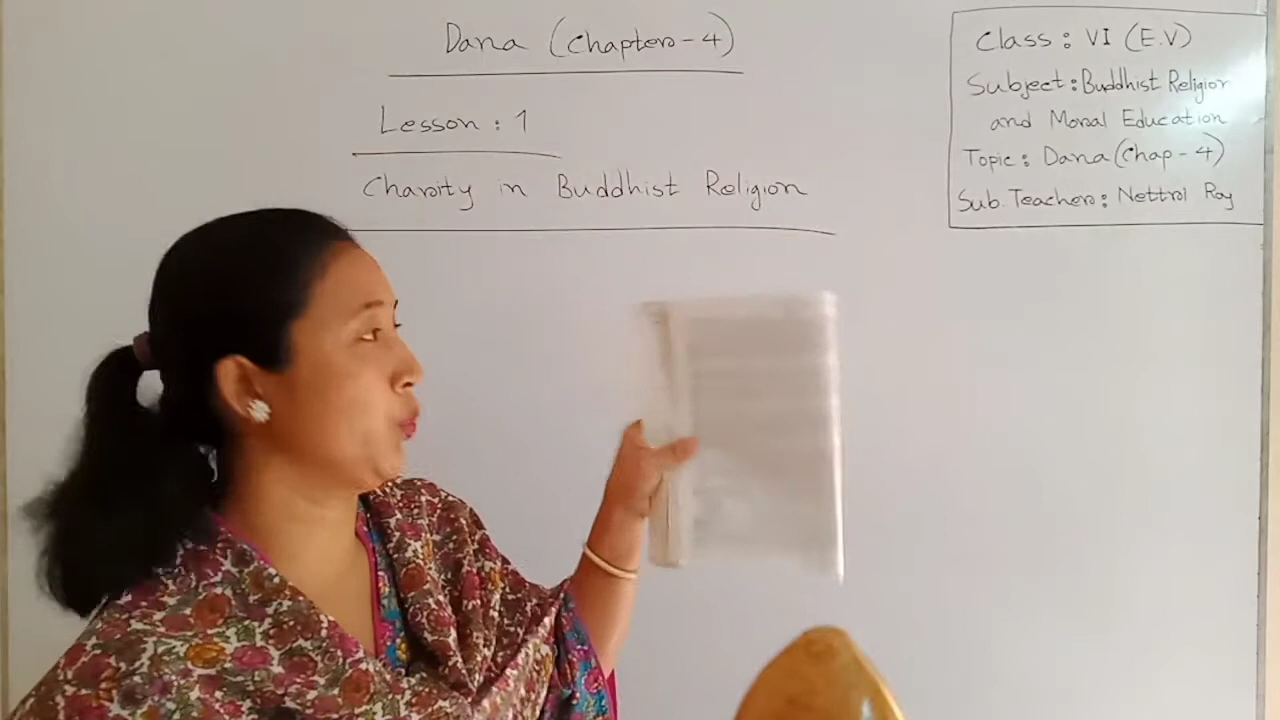 Dana (Chapter-4)
Lesson : 1
Charity in Buddhist Religion
Class : VI (E.V)
Subject : Buddhist Religion
and Moral Education
Topic : Dana (Chap - 4)
Sub. Teacher : Nettrol Roy